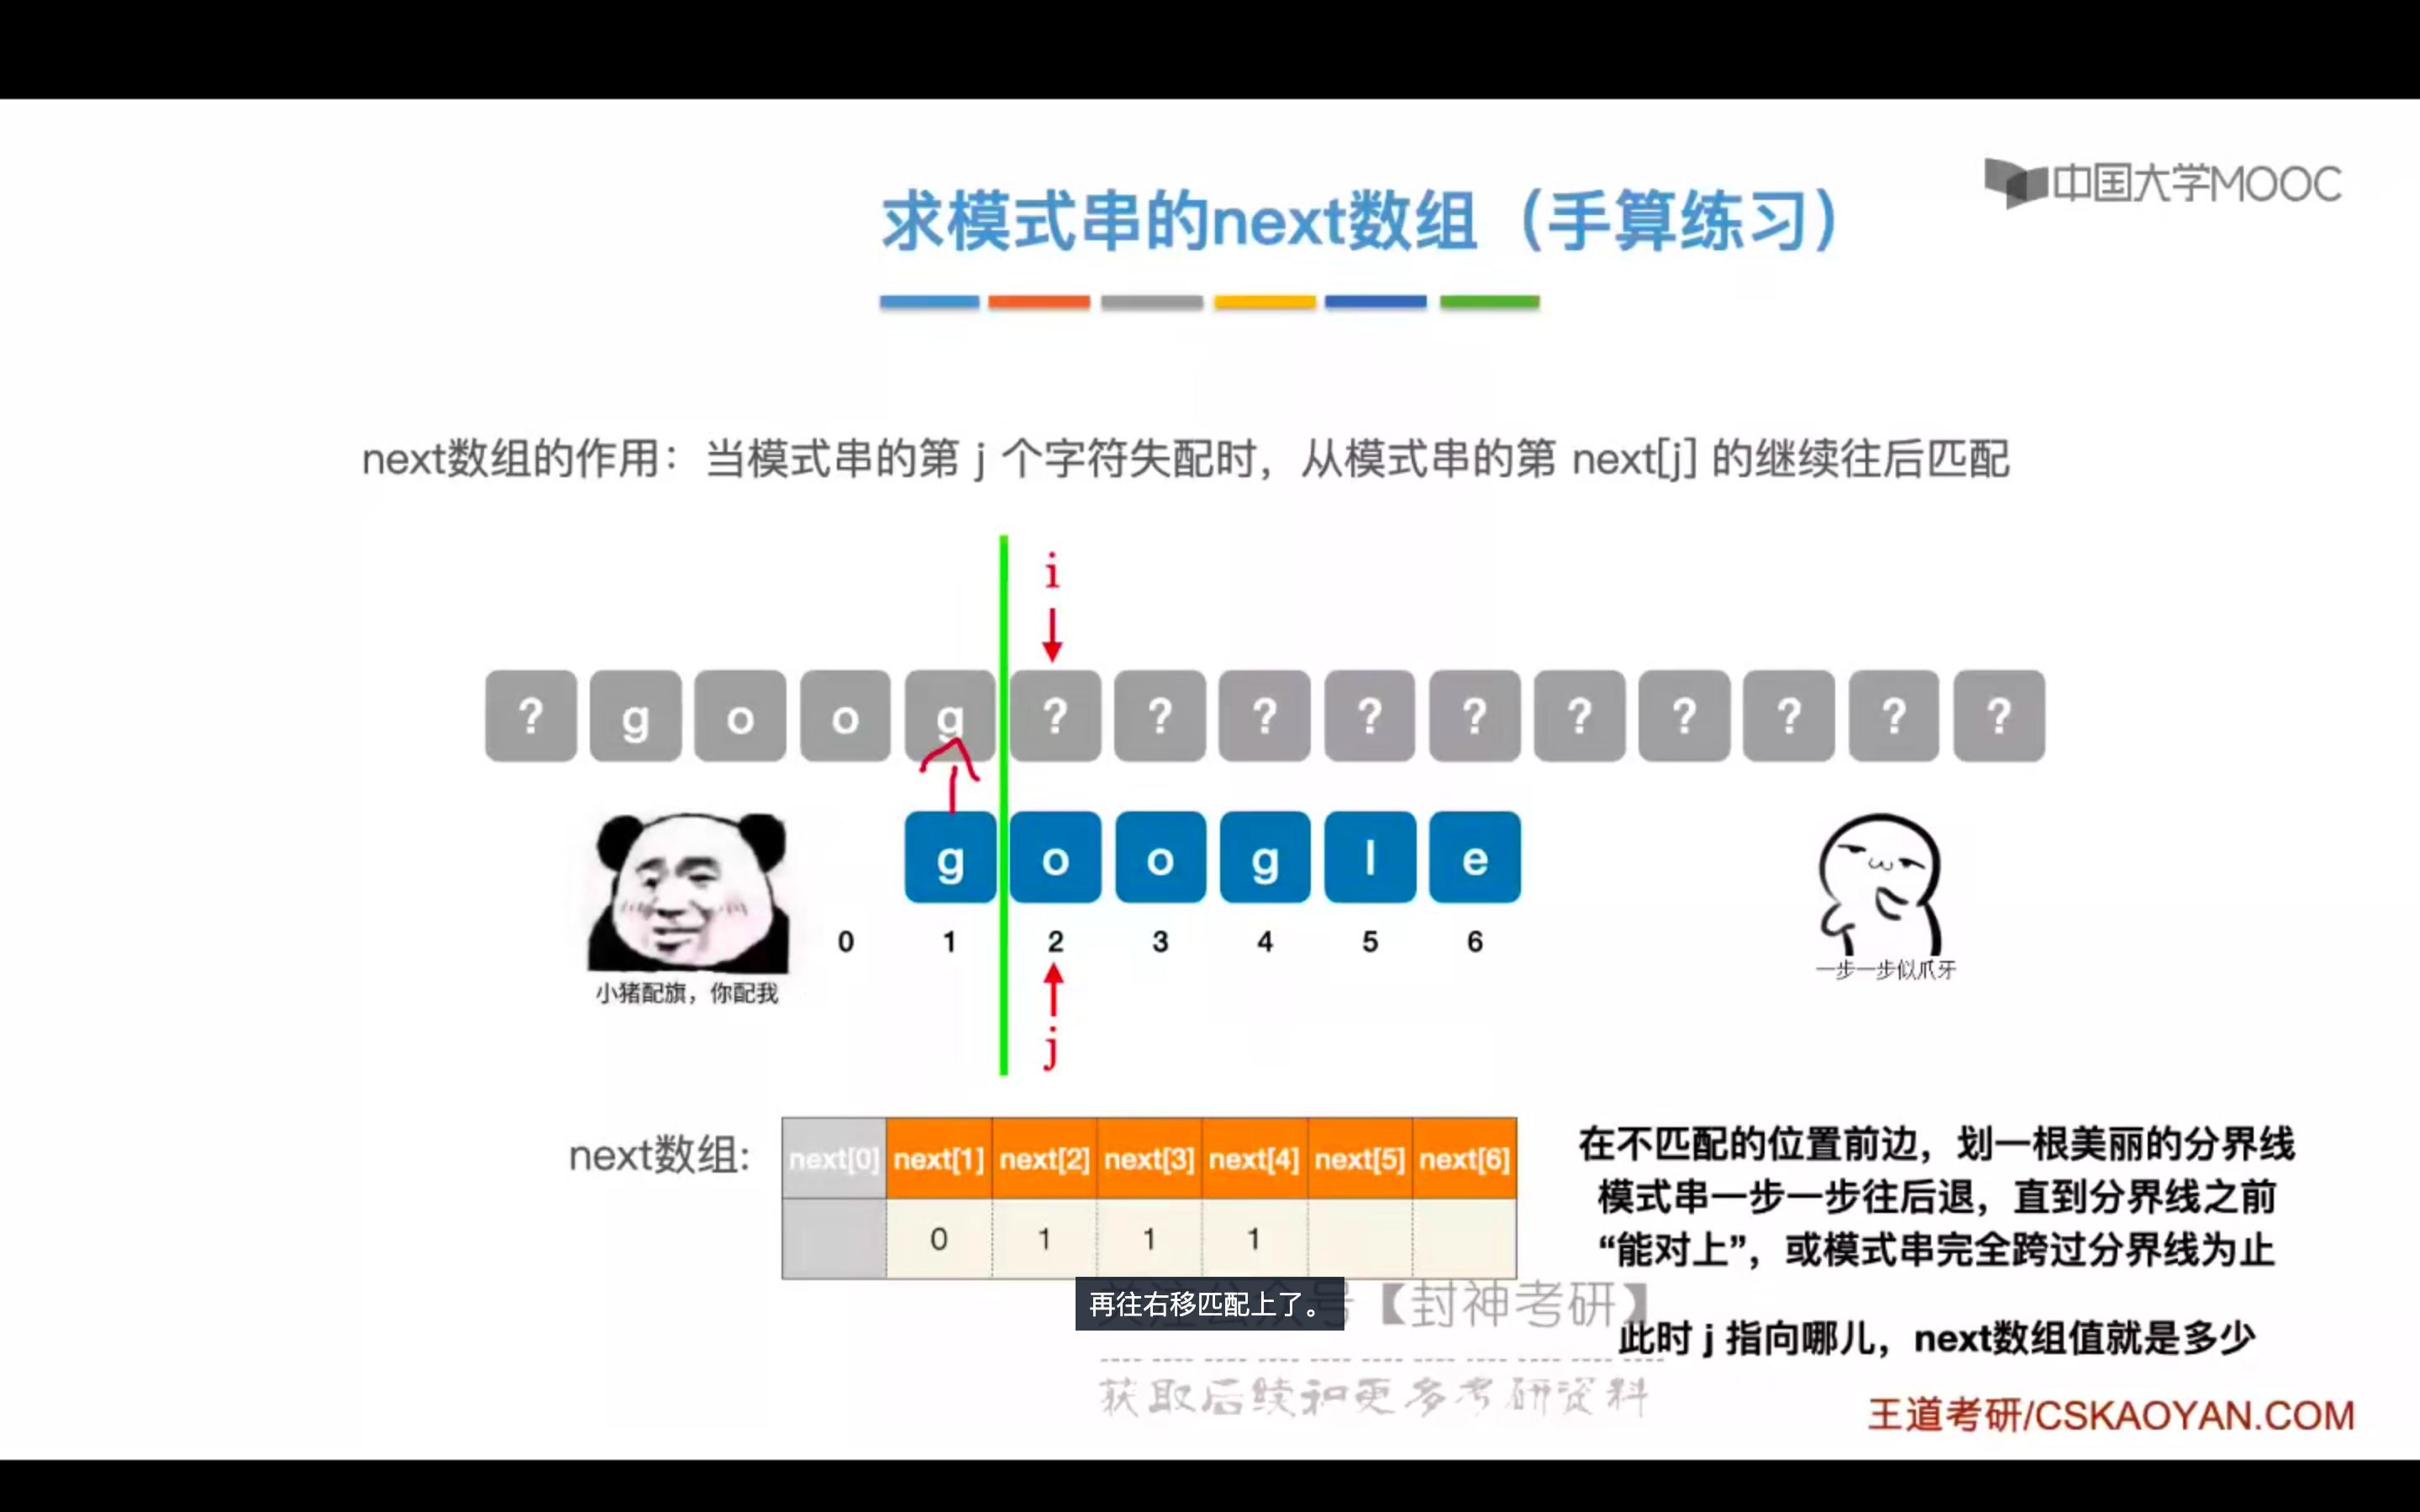 中国大学MOOC
求模式串的next数组（手算练习）
next数组的作用：当模式串的第 j 个字符失配时，从模式串的第 next[j] 的继续往后匹配
i
? g o o g ? ? ? ? ? ? ? ? ? ?
g o o g l e
0 1 2 3 4 5 6
小猪配旗，你配我
一步一步似爪牙
j
next数组:
next[0] next[1] next[2] next[3] next[4] next[5] next[6]
0 1 1 1
在不匹配的位置前边，划一根美丽的分界线
模式串一步一步往后退，直到分界线之前
“能对上”，或模式串完全跨过分界线为止
此时 j 指向哪儿，next数组值就是多少
再往右移匹配上了。
号【封神考研】
获取后续和更多考研资料
王道考研/CSKAOYAN.COM